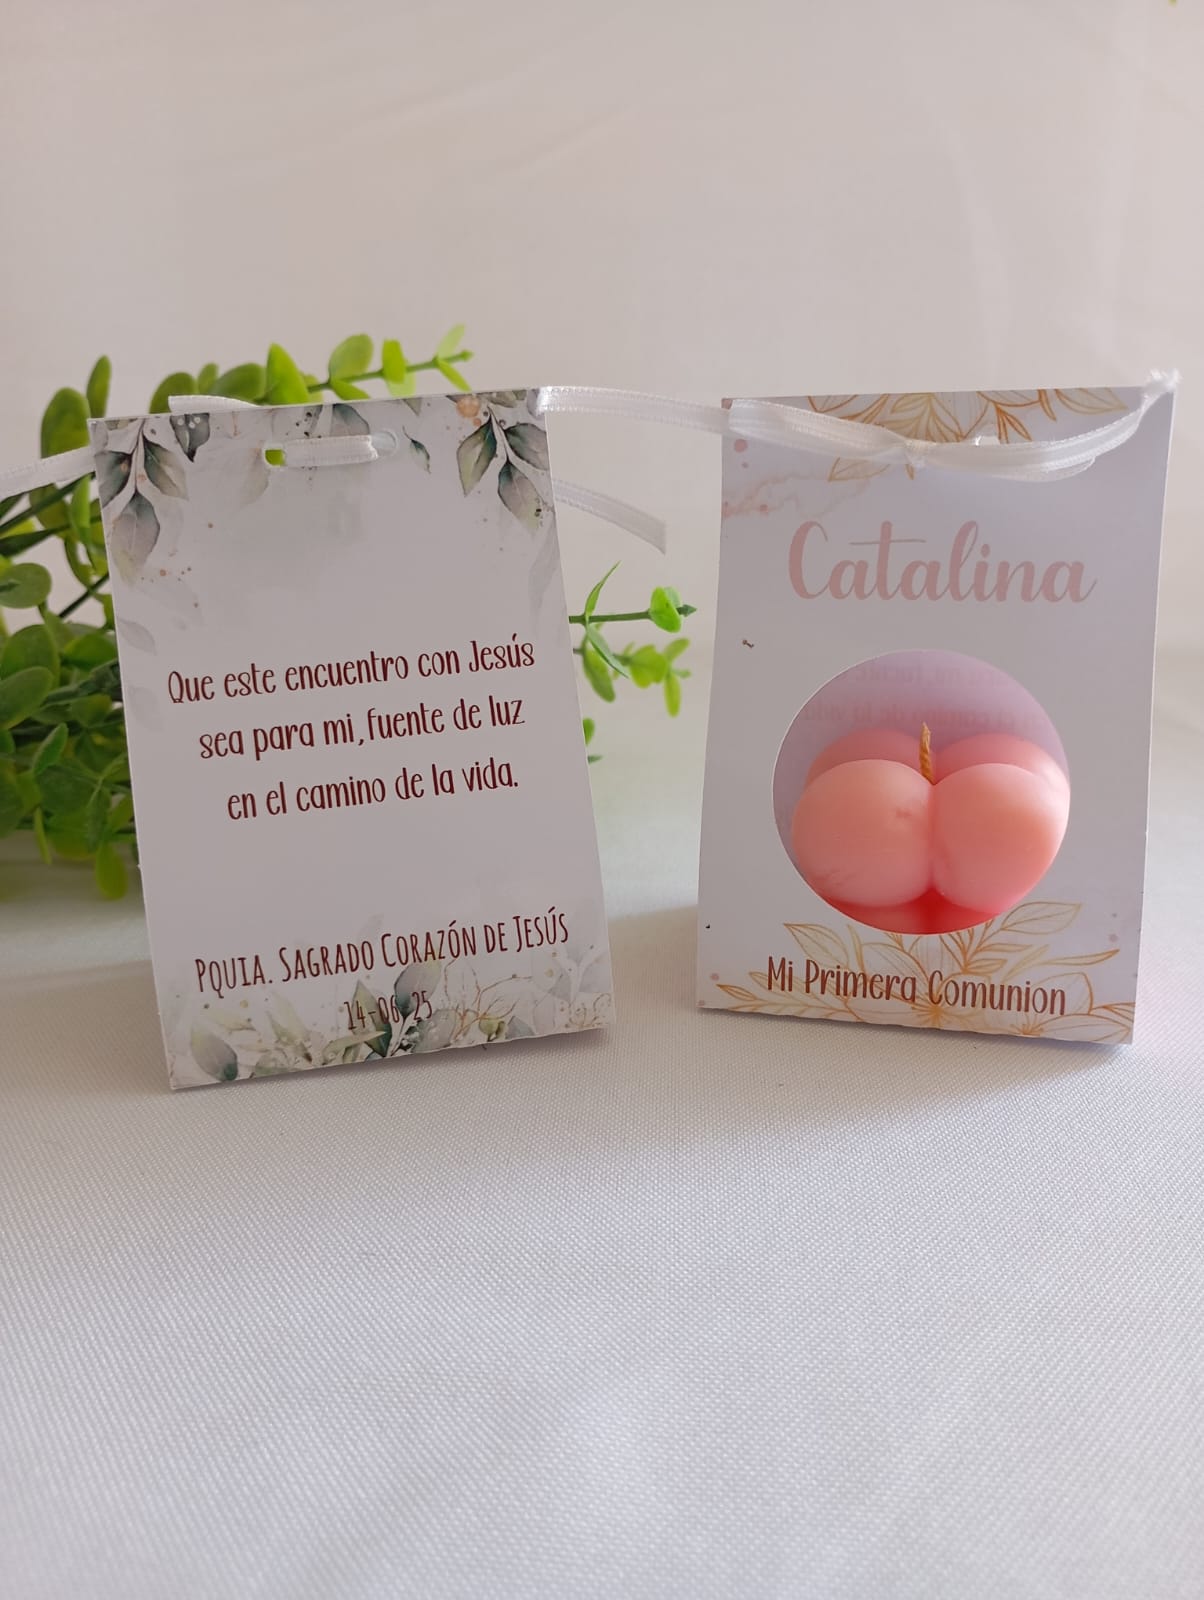 Que este encuentro con Jesús
sea para mi, fuente de luz
en el camino de la vida.
Pquia. Sagrado Corazón de Jesús
14-06-25
Catalina
Mi Primera Comunion